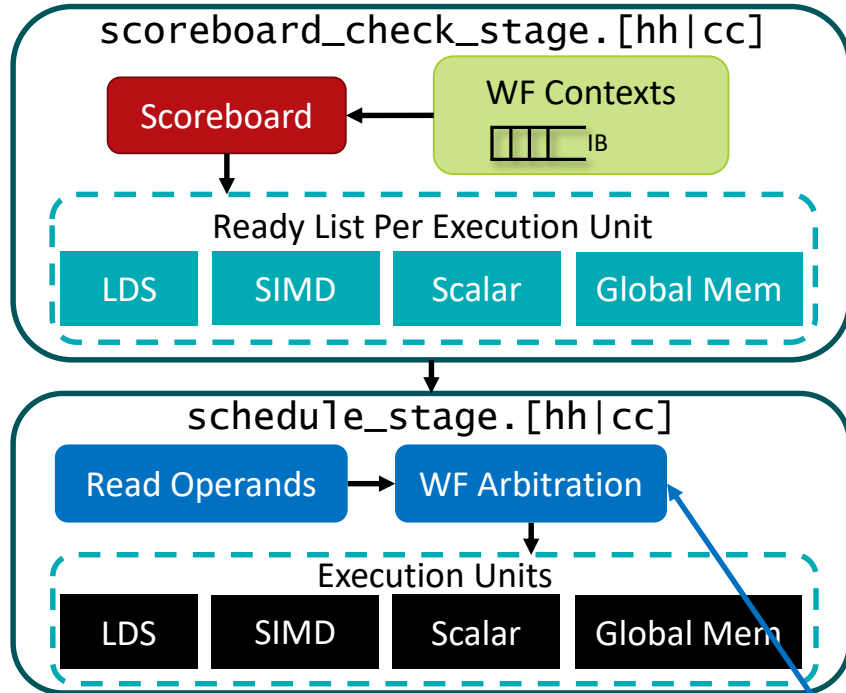 scoreboard_check_stage.[hh|cc]
Scoreboard
WF Contexts
IB
Ready List Per Execution Unit
LDS
SIMD
Scalar
Global Mem
schedule_stage.[hh|cc]
Read Operands
WF Arbitration
Execution Units
LDS
SIMD
Scalar
Global Mem